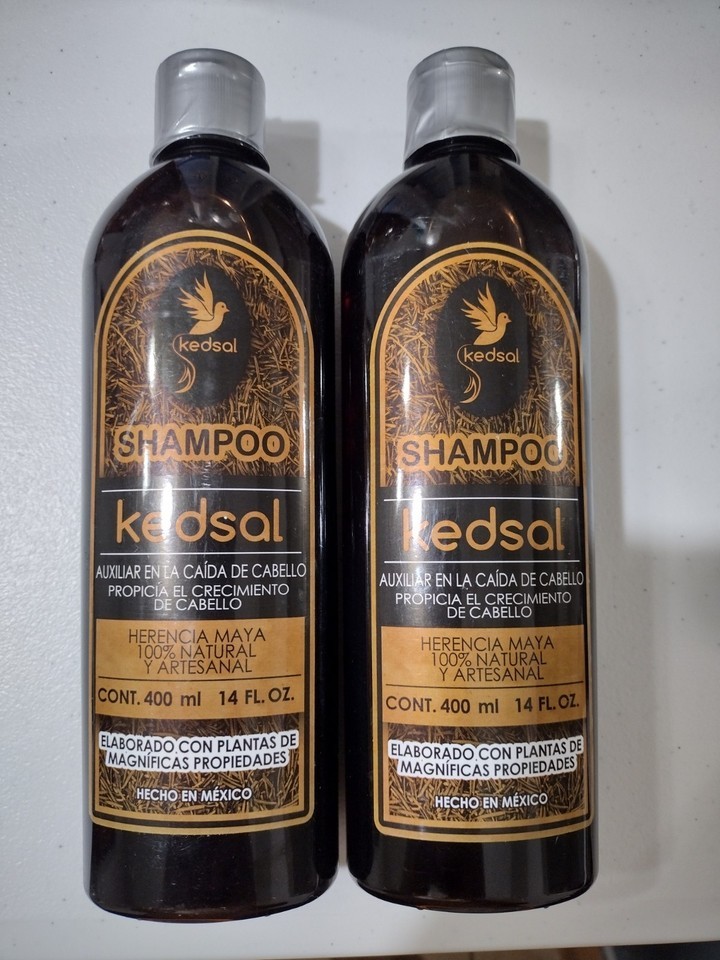 kedsal
SHAMPOO
kedsal
AUXILIAR EN LA CAÍDA DE CABELLO
PROPICIA EL CRECIMIENTO
DE CABELLO
HERENCIA MAYA
100% NATURAL
Y ARTESANAL
CONT. 400 ml 14 FL. OZ.
ELABORADO CON PLANTAS DE
MAGNÍFICAS PROPIEDADES
HECHO EN MÉXICO
kedsal
SHAMPOO
kedsal
AUXILIAR EN LA CAÍDA DE CABELLO
PROPICIA EL CRECIMIENTO
DE CABELLO
HERENCIA MAYA
100% NATURAL
Y ARTESANAL
CONT. 400 ml 14 FL. OZ.
ELABORADO CON PLANTAS DE
MAGNÍFICAS PROPIEDADES
HECHO EN MÉXICO